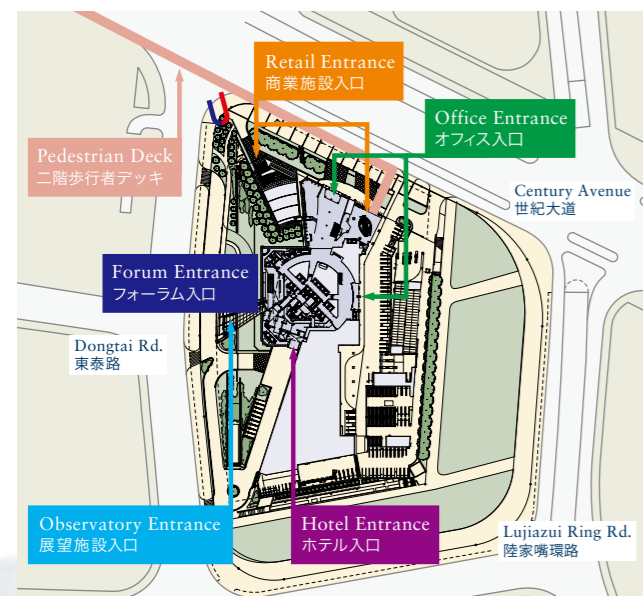 Retail Entrance
商業施設入口
Office Entrance
オフィス入口
Pedestrian Deck
二階歩行者デッキ
Century Avenue
世紀大道
Forum Entrance
フォーラム入口
Dongtai Rd.
東泰路
Observatory Entrance
展望施設入口
Hotel Entrance
ホテル入口
Lujiazui Ring Rd.
陸家嘴環路